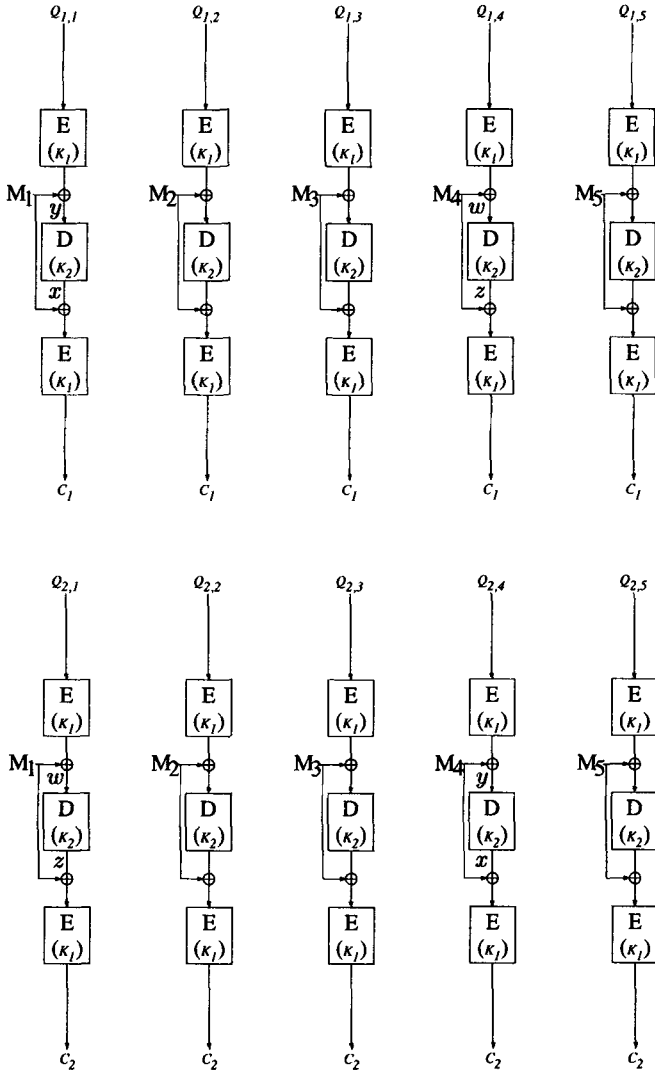 Q1,1 Q1,2 Q1,3 Q1,4 Q1,5
E E E E E
(K1) (K1) (K1) (K1) (K1)
M1 M2 M3 M4 M5
y w
D D D D D
(K2) (K2) (K2) (K2) (K2)
x z
E E E E E
(K1) (K1) (K1) (K1) (K1)
C1 C1 C1 C1 C1
Q2,1 Q2,2 Q2,3 Q2,4 Q2,5
E E E E E
(K1) (K1) (K1) (K1) (K1)
M1 M2 M3 M4 M5
w y
D D D D D
(K2) (K2) (K2) (K2) (K2)
z x
E E E E E
(K1) (K1) (K1) (K1) (K1)
C2 C2 C2 C2 C2